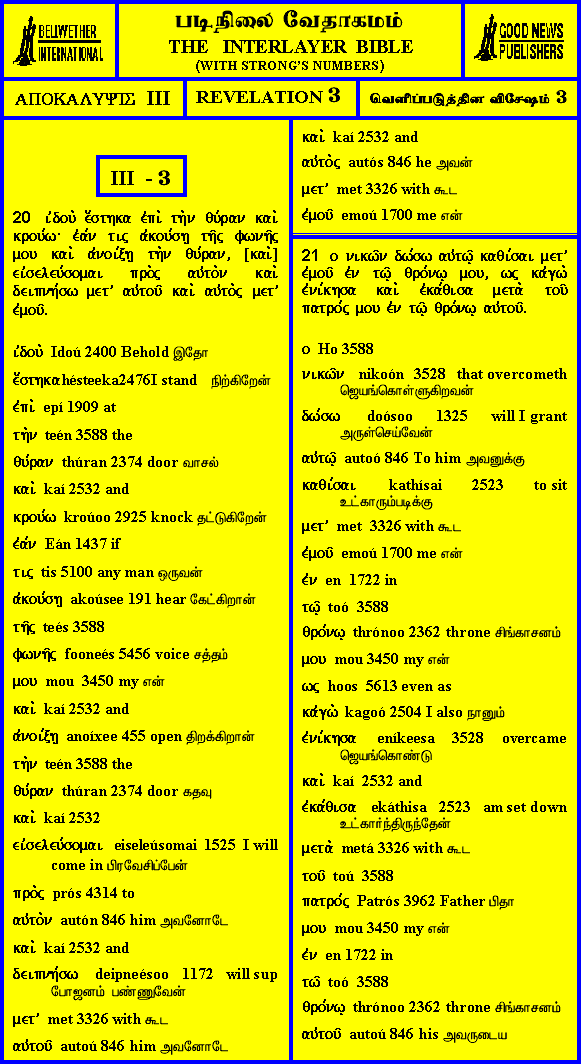 BELLWETHER
INTERNATIONAL
படிநிலை வேதாகமம்
THE INTERLAYER BIBLE
(WITH STRONG'S NUMBERS)
GOOD NEWS
PUBLISHERS
ΑΠΟΚΑΛΥΨΙΣ III
REVELATION 3
வெளிப்படுத்தின விசேஷம் 3
III - 3
20 ἰδοὺ ἕστηκα ἐπὶ τὴν θύραν καὶ
κρούω· ἐάν τις ἀκούσῃ τῆς φωνῆς
μου καὶ ἀνοίξῃ τὴν θύραν, [καὶ]
εἰσελεύσομαι πρὸς αὐτὸν καὶ
δειπνήσω μετ’ αὐτοῦ καὶ αὐτὸς μετ’
ἐμοῦ.
ἰδοὺ Idoú 2400 Behold இதோ
ἕστηκα hésteeka2476I stand நிற்கிறேன்
ἐπὶ epí 1909 at
τὴν teén 3588 the
θύραν thúran 2374 door வாசல்
καὶ kaí 2532 and
κρούω kroúoo 2925 knock தட்டுகிறேன்
ἐάν Eán 1437 if
τις tis 5100 any man ஒருவன்
ἀκούσῃ akoúsee 191 hear கேட்கிறான்
τῆς teés 3588
φωνῆς fooneés 5456 voice சத்தம்
μου mou 3450 my என்
καὶ kaí 2532 and
ἀνοίξῃ anoíxee 455 open திறக்கிறான்
τὴν teén 3588 the
θύραν thúran 2374 door கதவு
καὶ kaí 2532
εἰσελεύσομαι eiseleúsomai 1525 I will
come in பிரவேசிப்பேன்
πρὸς prós 4314 to
αὐτὸν autón 846 him அவனோடே
καὶ kaí 2532 and
δειπνήσω deipneésoo 1172 will sup
போஜனம் பண்ணுவேன்
μετ’ met 3326 with கூட
αὐτοῦ autoú 846 him அவனோடே
καὶ kaí 2532 and
αὐτὸς autós 846 he அவன்
μετ’ met 3326 with கூட
ἐμοῦ emoú 1700 me என்
21 ο νικῶν δώσω αὐτῷ καθίσαι μετ’
ἐμοῦ ἐν τῷ θρόνῳ μου, ως κἀγὼ
ἐνίκησα καὶ ἐκάθισα μετὰ τοῦ
πατρός μου ἐν τῷ θρόνῳ αὐτοῦ.
ο Ho 3588
νικῶν nikoón 3528 that overcometh
ஜெயங்கொள்ளுகிறவன்
δώσω doósoo 1325 will I grant
அருள்செய்வேன்
αὐτῷ autoó 846 To him அவனுக்கு
καθίσαι kathísai 2523 to sit
உட்காரும்படிக்கு
μετ’ met 3326 with கூட
ἐμοῦ emoú 1700 me என்
ἐν en 1722 in
τῷ toó 3588
θρόνῳ thrónoo 2362 throne சிங்காசனம்
μου mou 3450 my என்
ως hoos 5613 even as
κἀγὼ kagoó 2504 I also நானும்
ἐνίκησα eníkeesa 3528 overcame
ஜெயங்கொண்டு
καὶ kaí 2532 and
ἐκάθισα ekáthisa 2523 am set down
உட்கார்ந்திருந்தேன்
μετὰ metá 3326 with கூட
τοῦ toú 3588
πατρός Patrós 3962 Father பிதா
μου mou 3450 my என்
ἐν en 1722 in
τῶ toó 3588
θρόνῳ thrónoo 2362 throne சிங்காசனம்
αὐτοῦ autoú 846 his அவருடைய